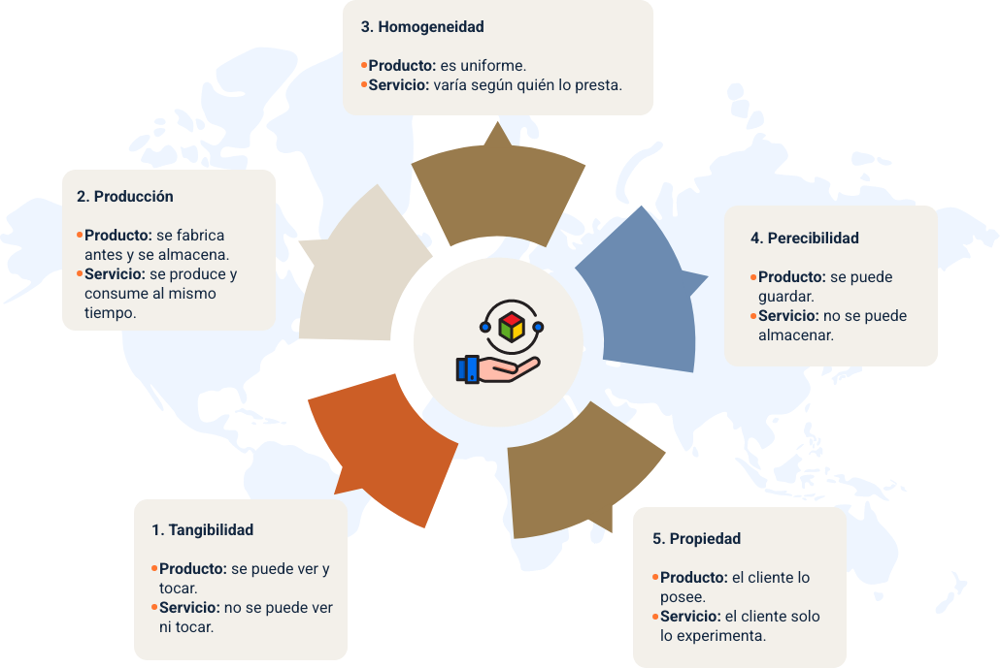 3. Homogeneidad
•Producto: es uniforme.
•Servicio: varía según quién lo presta.
2. Producción
•Producto: se fabrica
antes y se almacena.
•Servicio: se produce y
consume al mismo
tiempo.
4. Perecibilidad
•Producto: se puede
guardar.
•Servicio: no se puede
almacenar.
1. Tangibilidad
•Producto: se puede ver y
tocar.
•Servicio: no se puede ver
ni tocar.
5. Propiedad
•Producto: el cliente lo
posee.
•Servicio: el cliente solo
lo experimenta.